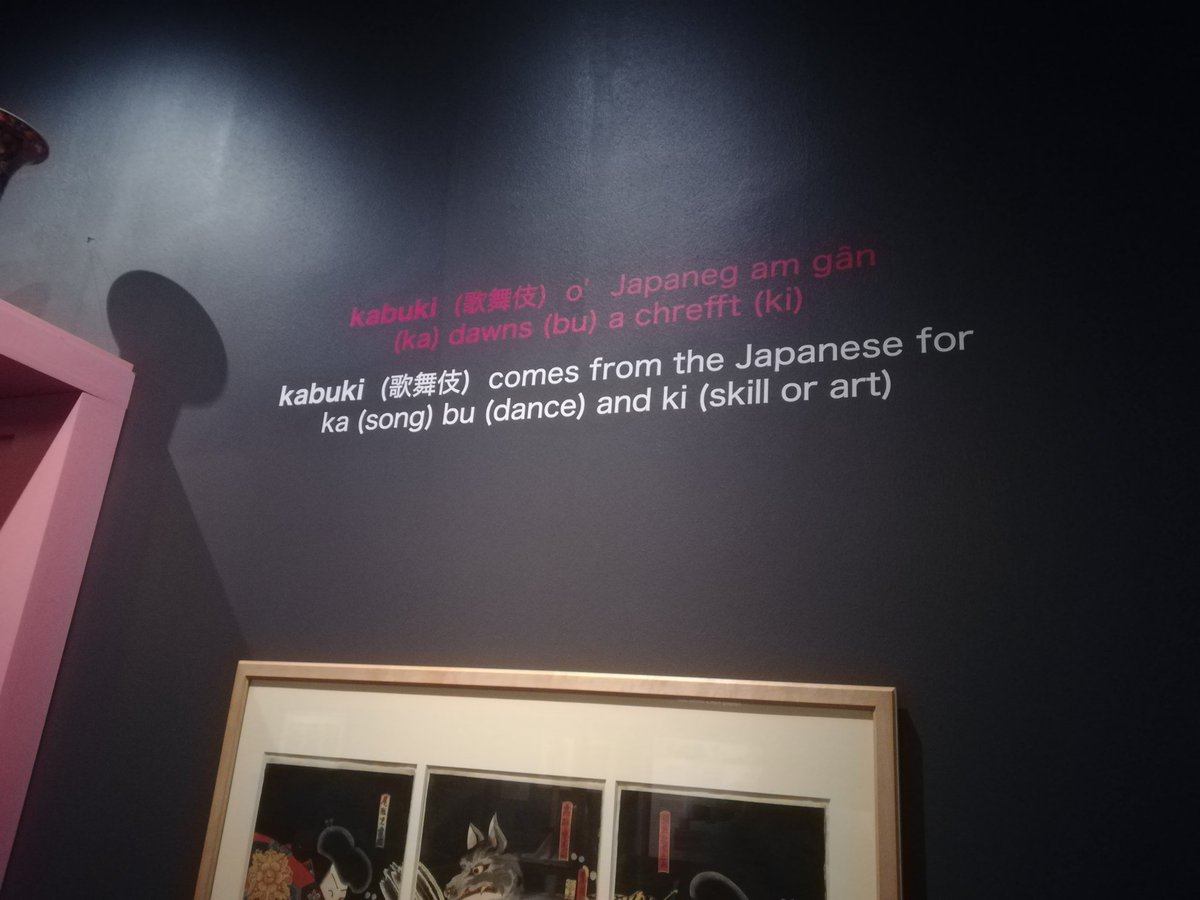 kabuki (歌舞伎) o' Japaneg am gân
(ka) dawns (bu) a chrefft (ki)
kabuki (歌舞伎) comes from the Japanese for
ka (song) bu (dance) and ki (skill or art)